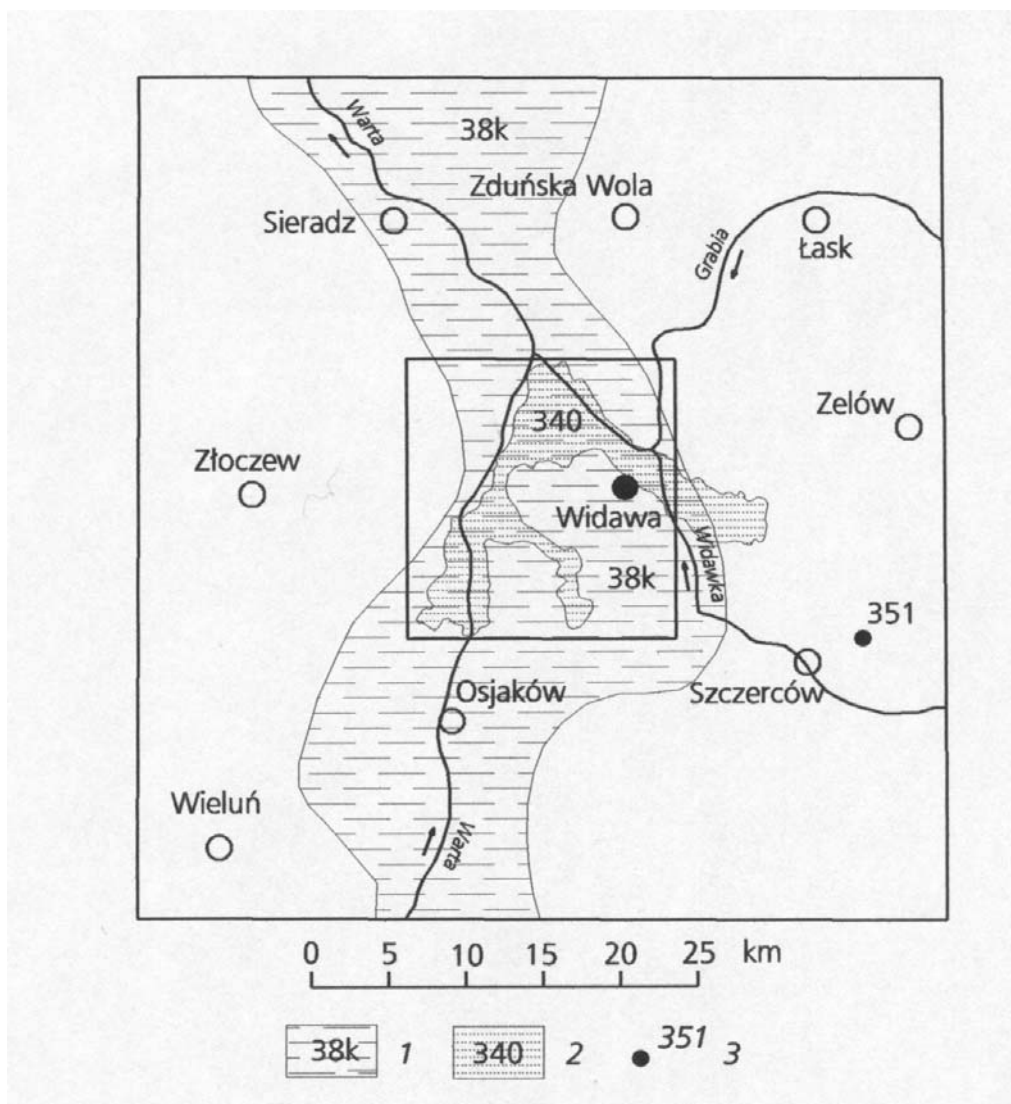 Warta
38k
Zduńska Wola
Sieradz
Łask
Grabia
340
Zelów
Złoczew
Widawa
Widawka
38k
351
Szczerców
Osjaków
Wieluń
Warta
0 5 10 15 20 25 km
38k 1 340 2 351 3